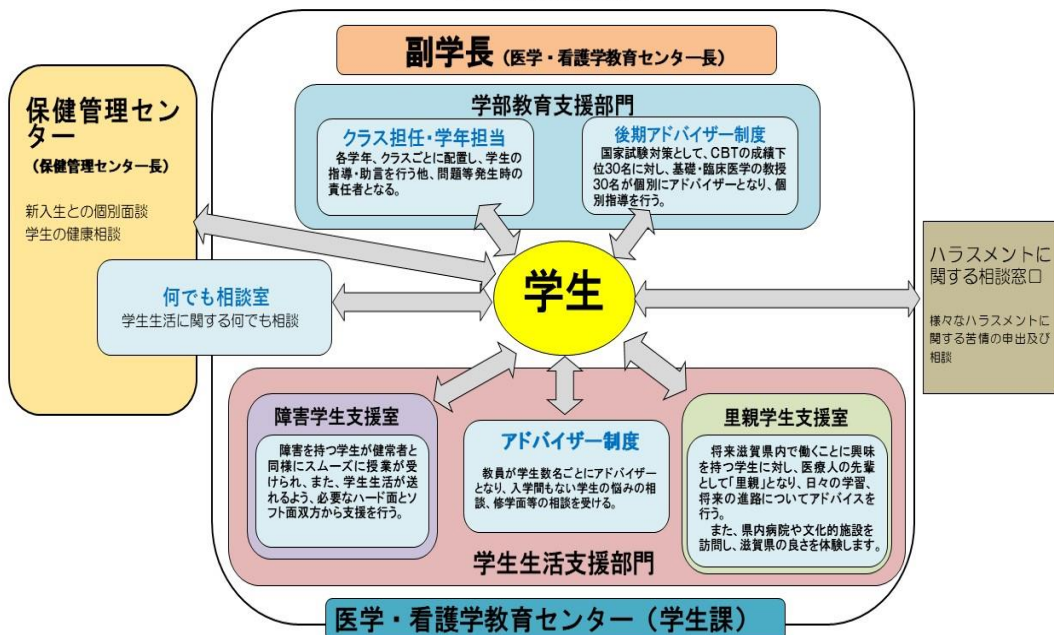 副学長（医学・看護学教育センター長）
学部教育支援部門
クラス担任・学年担当
各学年、クラスごとに配置し、学生の
指導・助言を行う他、問題等発生時の
責任者となる。
後期アドバイザー制度
国家試験対策として、CBTの成績下
位30名に対し、基礎・臨床医学の教授
30名が個別にアドバイザーとなり、個
別指導を行う。
保健管理セン
ター
（保健管理センター長）
新入生との個別面談
学生の健康相談
何でも相談室
学生生活に関する何でも相談
学生
ハラスメントに
関する相談窓口
様々なハラスメントに
関する苦情の申出及び
相談
障害学生支援室
障害を持つ学生が健常者と
同様にスムーズに授業が受
けられ、また、学生生活が送
れるよう、必要なハード面とソ
フト面双方から支援を行う。
アドバイザー制度
教員が学生数名ごとにアドバイザー
となり、入学間もない学生の悩みの相
談、修学面等の相談を受ける。
里親学生支援室
将来滋賀県内で働くことに興味
を持つ学生に対し、医療人の先輩
として「里親」となり、日々の学習、
将来の進路についてアドバイスを
行う。
また、県内病院や文化的施設を
訪問し、滋賀県の良さを体験します。
学生生活支援部門
医学・看護学教育センター（学生課）